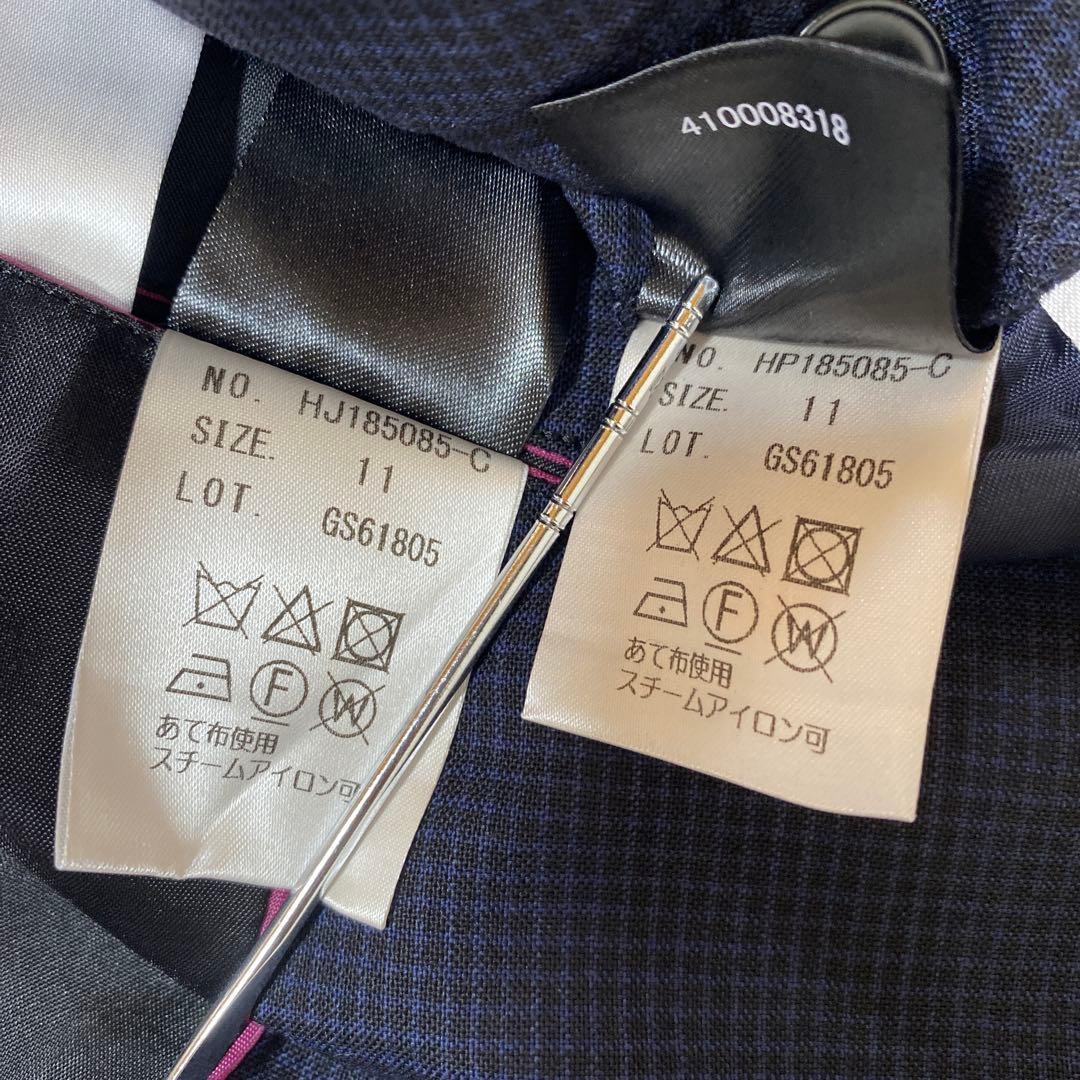 410008318
NO. HJ185085-C
SIZE. 11
LOT. GS61805
F W
あて布使用
スチームアイロン可
NO. HP185085-C
SIZE. 11
LOT. GS61805
F W
あて布使用
スチームアイロン可